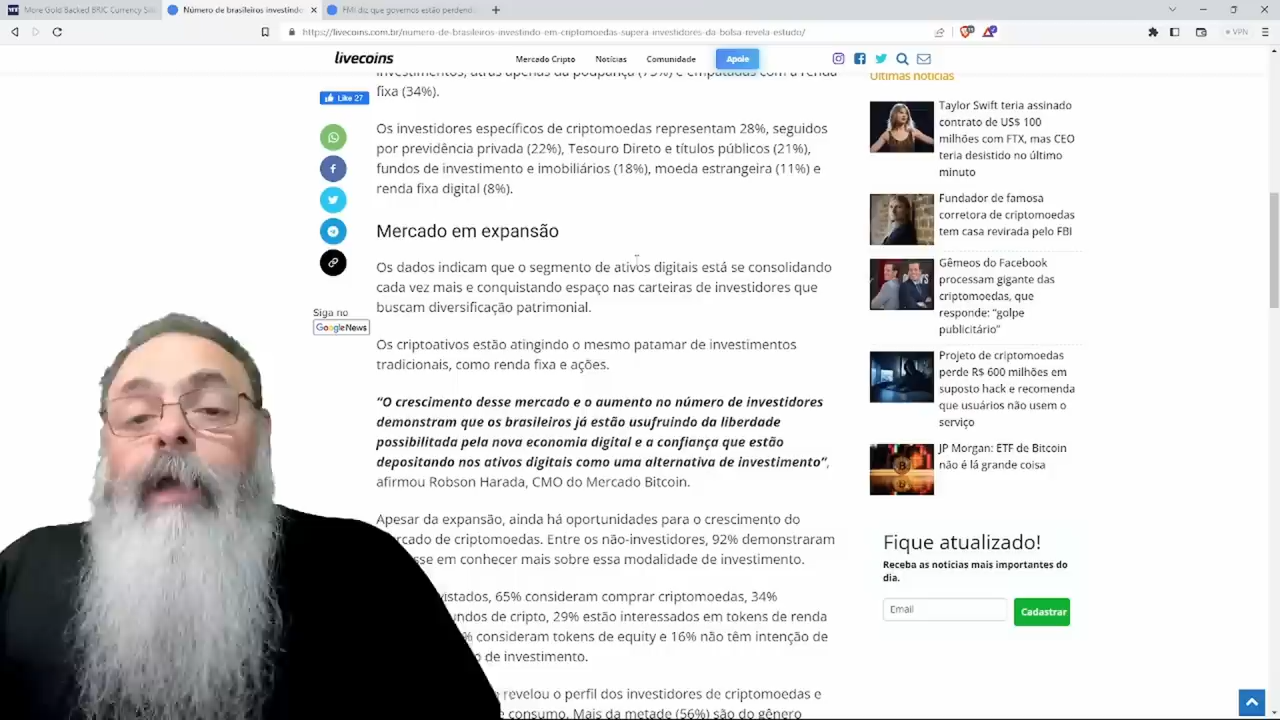 More Gold Backed BRIC Currency Sili
Número de brasileiros investindo
FMI diz que governos estão perdend
https://livecoins.com.br/numero-de-brasileiros-investindo-em-criptomoedas-supera-investidores-da-bolsa-revela-estudo/
VPN
livecoins
Mercado Cripto
Notícias
Comunidade
Apoie
investimentos, atrás apenas da poupança (75%) e empatadas com a renda
fixa (34%).
Like 27
Os investidores específicos de criptomoedas representam 28%, seguidos
por previdência privada (22%), Tesouro Direto e títulos públicos (21%),
fundos de investimento e imobiliários (18%), moeda estrangeira (11%) e
renda fixa digital (8%).
Mercado em expansão
Os dados indicam que o segmento de ativos digitais está se consolidando
cada vez mais e conquistando espaço nas carteiras de investidores que
buscam diversificação patrimonial.
Siga no
Google News
Os criptoativos estão atingindo o mesmo patamar de investimentos
tradicionais, como renda fixa e ações.
“O crescimento desse mercado e o aumento no número de investidores
demonstram que os brasileiros já estão usufruindo da liberdade
possibilitada pela nova economia digital e a confiança que estão
depositando nos ativos digitais como uma alternativa de investimento”,
afirmou Robson Harada, CMO do Mercado Bitcoin.
Apesar da expansão, ainda há oportunidades para o crescimento do
ercado de criptomoedas. Entre os não-investidores, 92% demonstraram
sse em conhecer mais sobre essa modalidade de investimento.
vistados, 65% consideram comprar criptomoedas, 34%
undos de cripto, 29% estão interessados em tokens de renda
% consideram tokens de equity e 16% não têm intenção de
o de investimento.
revelou o perfil dos investidores de criptomoedas e
e consumo. Mais da metade (56%) são do gênero
Últimas notícias
Taylor Swift teria assinado
contrato de US$ 100
milhões com FTX, mas CEO
teria desistido no último
minuto
Fundador de famosa
corretora de criptomoedas
tem casa revirada pelo FBI
Gêmeos do Facebook
processam gigante das
criptomoedas, que
responde: “golpe
publicitário”
Projeto de criptomoedas
perde R$ 600 milhões em
suposto hack e recomenda
que usuários não usem o
serviço
JP Morgan: ETF de Bitcoin
não é lá grande coisa
Fique atualizado!
Receba as notícias mais importantes do
dia.
Email
Cadastrar